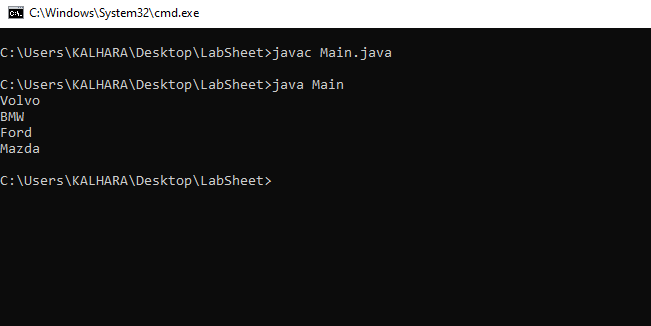 C:\Windows\System32\cmd.exe
C:\Users\KALHARA\Desktop\LabSheet>javac Main.java
C:\Users\KALHARA\Desktop\LabSheet>java Main
Volvo
BMW
Ford
Mazda
C:\Users\KALHARA\Desktop\LabSheet>